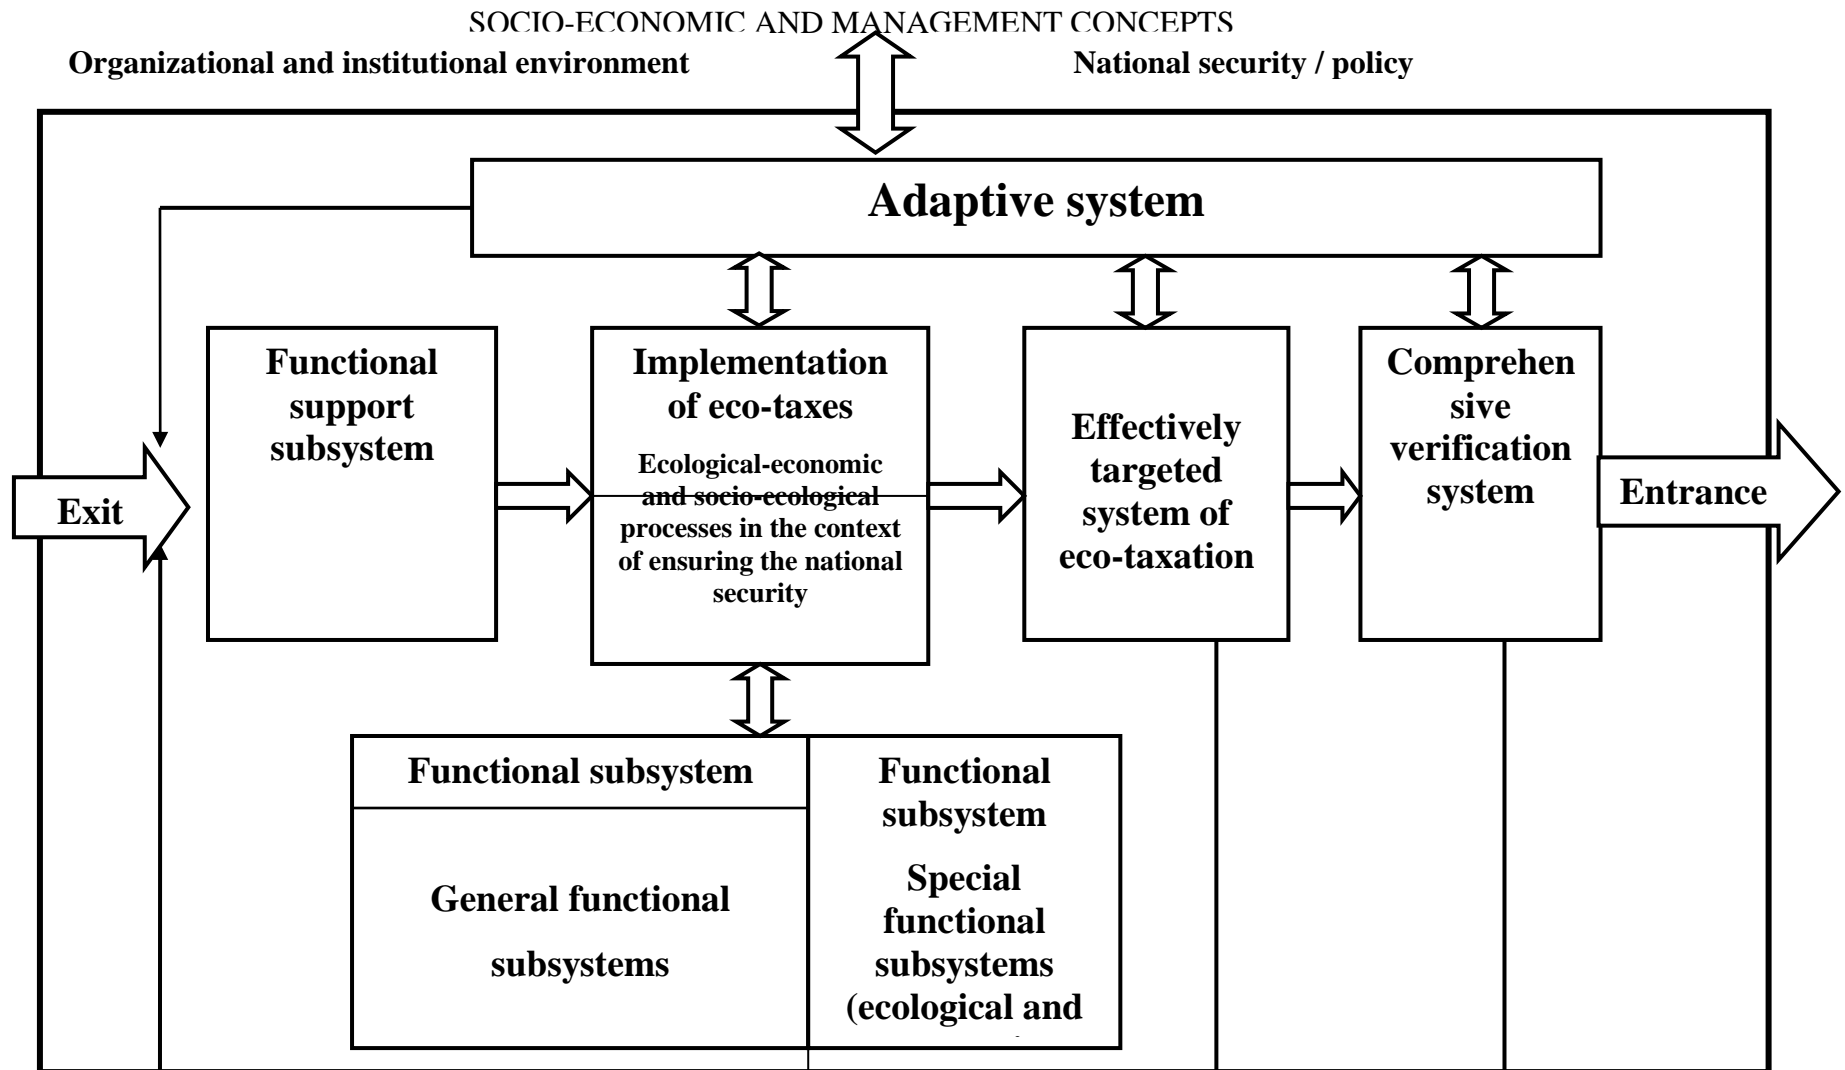 SOCIO-ECONOMIC AND MANAGEMENT CONCEPTS
Organizational and institutional environment
National security / policy
Adaptive system
Functional
support
subsystem
Implementation
of eco-taxes
Ecological-economic
and socio-ecological
processes in the context
of ensuring the national
security
Effectively
targeted
system of
eco-taxation
Comprehen
sive
verification
system
Exit
Entrance
Functional subsystem
General functional
subsystems
Functional
subsystem
Special
functional
subsystems
(ecological and